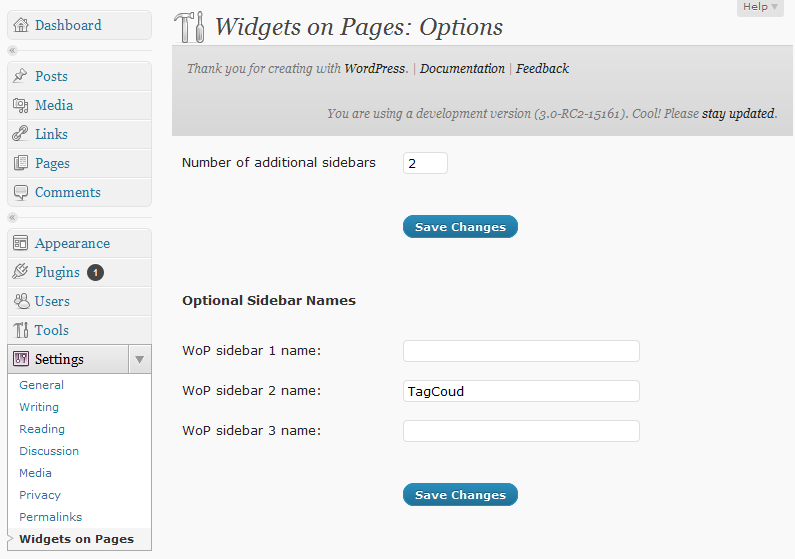 Help
Dashboard
Posts
Media
Links
Pages
Comments
Appearance
Plugins 1
Users
Tools
Settings
General
Writing
Reading
Discussion
Media
Privacy
Permalinks
Widgets on Pages
Widgets on Pages: Options
Thank you for creating with WordPress. | Documentation | Feedback
You are using a development version (3.0-RC2-15161). Cool! Please stay updated.
Number of additional sidebars 2
Save Changes
Optional Sidebar Names
WoP sidebar 1 name:
WoP sidebar 2 name: TagCoud
WoP sidebar 3 name:
Save Changes